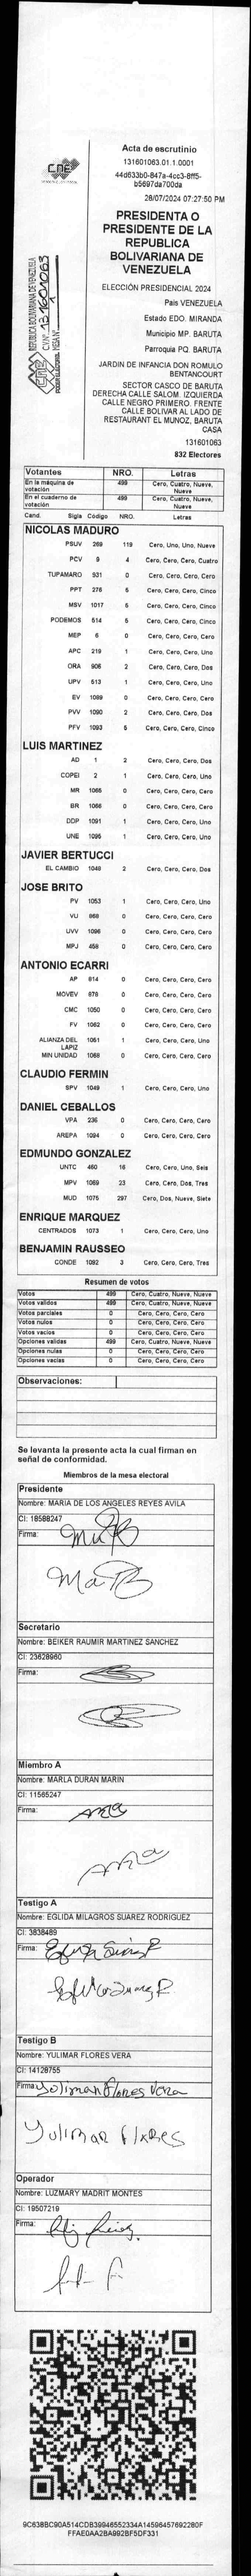 CNE
Acta de escrutinio
131601063.01.1.0001
44d633b0-847a-4cc3-8ff5-
b5697da700da
28/07/2024 07:27:50 PM
PRESIDENTA O
PRESIDENTE DE LA
REPUBLICA
BOLIVARIANA DE
VENEZUELA
ELECCIÓN PRESIDENCIAL 2024
País VENEZUELA
Estado EDO. MIRANDA
Municipio MP. BARUTA
Parroquia PQ. BARUTA
JARDIN DE INFANCIA DON ROMULO
BENTANCOURT
SECTOR CASCO DE BARUTA
DERECHA CALLE SALOM. IZQUIERDA
CALLE NEGRO PRIMERO. FRENTE
CALLE BOLIVAR AL LADO DE
RESTAURANT EL MUNOZ, BARUTA
CASA
131601063
832 Electores
REPÚBLICA BOLIVARIANA DE VENEZUELA
CNE
CV N° 131601063
PODER ELECTORAL MESA N° 1
Votantes NRO. Letras
En la máquina de votación 499 Cero, Cuatro, Nueve, Nueve
En el cuaderno de votación 499 Cero, Cuatro, Nueve, Nueve
Cand. Sigla Código NRO. Letras
NICOLAS MADURO
PSUV 269 119 Cero, Uno, Uno, Nueve
PCV 9 4 Cero, Cero, Cero, Cuatro
TUPAMARO 931 0 Cero, Cero, Cero, Cero
PPT 276 5 Cero, Cero, Cero, Cinco
MSV 1017 5 Cero, Cero, Cero, Cinco
PODEMOS 514 5 Cero, Cero, Cero, Cinco
MEP 6 0 Cero, Cero, Cero, Cero
APC 219 1 Cero, Cero, Cero, Uno
ORA 906 2 Cero, Cero, Cero, Dos
UPV 513 1 Cero, Cero, Cero, Uno
EV 1089 0 Cero, Cero, Cero, Cero
PVV 1090 2 Cero, Cero, Cero, Dos
PFV 1093 5 Cero, Cero, Cero, Cinco
LUIS MARTINEZ
AD 1 2 Cero, Cero, Cero, Dos
COPEI 2 1 Cero, Cero, Cero, Uno
MR 1065 0 Cero, Cero, Cero, Cero
BR 1066 0 Cero, Cero, Cero, Cero
DDP 1091 1 Cero, Cero, Cero, Uno
UNE 1095 1 Cero, Cero, Cero, Uno
JAVIER BERTUCCI
EL CAMBIO 1048 2 Cero, Cero, Cero, Dos
JOSE BRITO
PV 1053 1 Cero, Cero, Cero, Uno
VU 968 0 Cero, Cero, Cero, Cero
UVV 1096 0 Cero, Cero, Cero, Cero
MPJ 458 0 Cero, Cero, Cero, Cero
ANTONIO ECARRI
AP 814 0 Cero, Cero, Cero, Cero
MOVEV 878 0 Cero, Cero, Cero, Cero
CMC 1050 0 Cero, Cero, Cero, Cero
FV 1062 0 Cero, Cero, Cero, Cero
ALIANZA DEL LAPIZ 1061 1 Cero, Cero, Cero, Uno
MIN UNIDAD 1068 0 Cero, Cero, Cero, Cero
CLAUDIO FERMIN
SPV 1049 1 Cero, Cero, Cero, Uno
DANIEL CEBALLOS
VPA 236 0 Cero, Cero, Cero, Cero
AREPA 1094 0 Cero, Cero, Cero, Cero
EDMUNDO GONZALEZ
UNTC 460 16 Cero, Cero, Uno, Seis
MPV 1069 23 Cero, Cero, Dos, Tres
MUD 1075 297 Cero, Dos, Nueve, Siete
ENRIQUE MARQUEZ
CENTRADOS 1073 1 Cero, Cero, Cero, Uno
BENJAMIN RAUSSEO
CONDE 1092 3 Cero, Cero, Cero, Tres
Resumen de votos
Votos 499 Cero, Cuatro, Nueve, Nueve
Votos validos 499 Cero, Cuatro, Nueve, Nueve
Votos parciales 0 Cero, Cero, Cero, Cero
Votos nulos 0 Cero, Cero, Cero, Cero
Votos vacios 0 Cero, Cero, Cero, Cero
Opciones validas 499 Cero, Cuatro, Nueve, Nueve
Opciones nulas 0 Cero, Cero, Cero, Cero
Opciones vacias 0 Cero, Cero, Cero, Cero
Observaciones:
Se levanta la presente acta la cual firman en
señal de conformidad.
Miembros de la mesa electoral
Presidente
Nombre: MARIA DE LOS ANGELES REYES AVILA
CI: 18588247
Firma:
Secretario
Nombre: BEIKER RAUMIR MARTINEZ SANCHEZ
CI: 23628960
Firma:
Miembro A
Nombre: MARLA DURAN MARIN
CI: 11565247
Firma:
Testigo A
Nombre: EGLIDA MILAGROS SUAREZ RODRIGUEZ
CI: 3838489
Firma:
Testigo B
Nombre: YULIMAR FLORES VERA
CI: 14128755
Firma: Yulimar Flores Vera
Yulimar Flores
Operador
Nombre: LUZMARY MADRIT MONTES
CI: 19507219
Firma:
9C638BC90A514CDB39946552334A14596457692280F
FFAE0AA2BA992BF5DF331